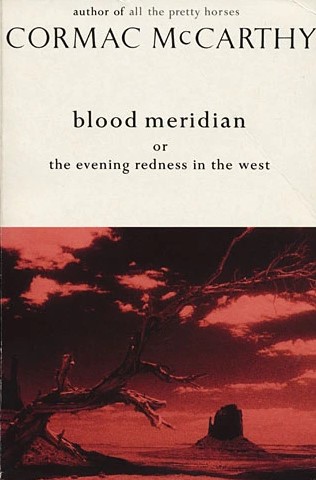 author of all the pretty horses
CORMAC McCARTHY
blood meridian
or
the evening redness in the west